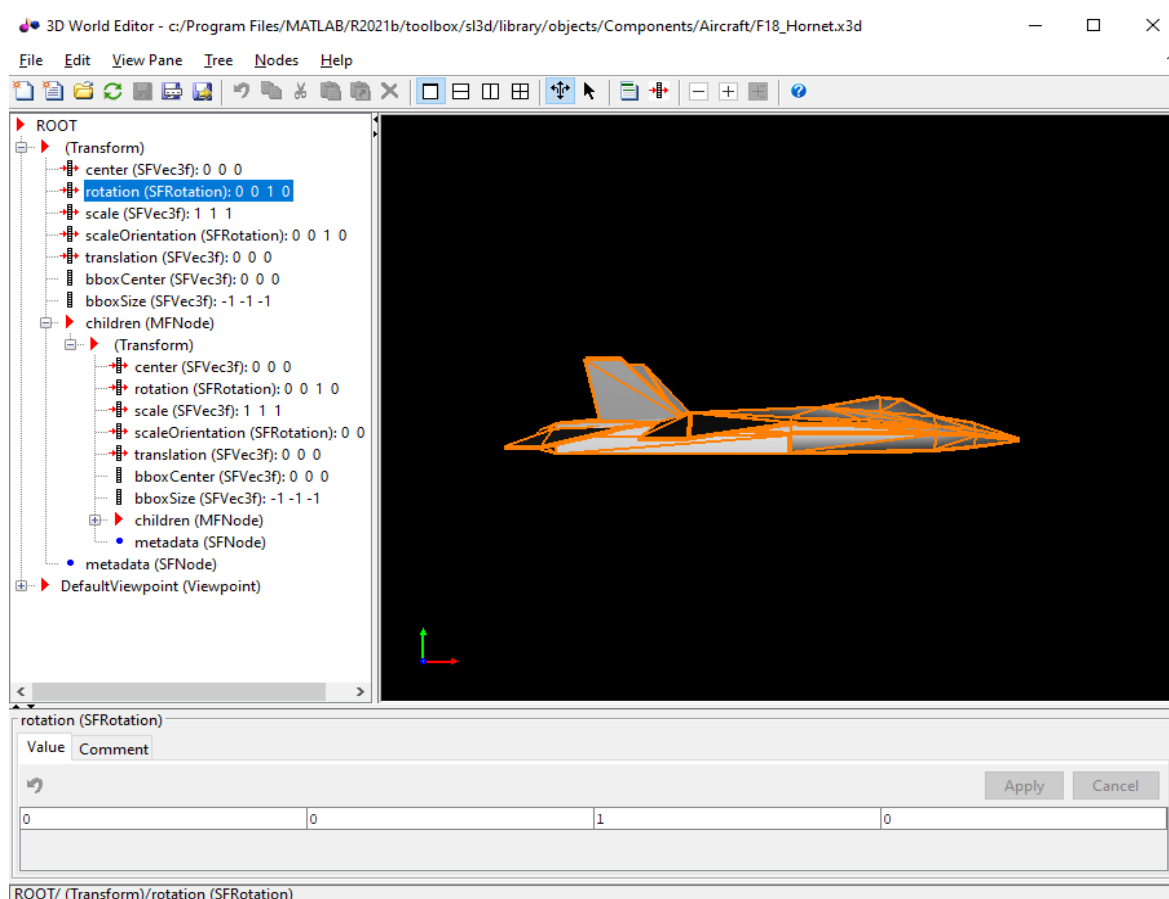 3D World Editor - c:/Program Files/MATLAB/R2021b/toolbox/sl3d/library/objects/Components/Aircraft/F18_Hornet.x3d
File Edit View Pane Tree Nodes Help
ROOT
(Transform)
center (SFVec3f): 0 0 0
rotation (SFRotation): 0 0 1 0
scale (SFVec3f): 1 1 1
scaleOrientation (SFRotation): 0 0 1 0
translation (SFVec3f): 0 0 0
bboxCenter (SFVec3f): 0 0 0
bboxSize (SFVec3f): -1 -1 -1
children (MFNode)
(Transform)
center (SFVec3f): 0 0 0
rotation (SFRotation): 0 0 1 0
scale (SFVec3f): 1 1 1
scaleOrientation (SFRotation): 0 0
translation (SFVec3f): 0 0 0
bboxCenter (SFVec3f): 0 0 0
bboxSize (SFVec3f): -1 -1 -1
children (MFNode)
metadata (SFNode)
metadata (SFNode)
DefaultViewpoint (Viewpoint)
rotation (SFRotation)
Value Comment
Apply Cancel
0 0 1 0
ROOT/ (Transform)/rotation (SFRotation)